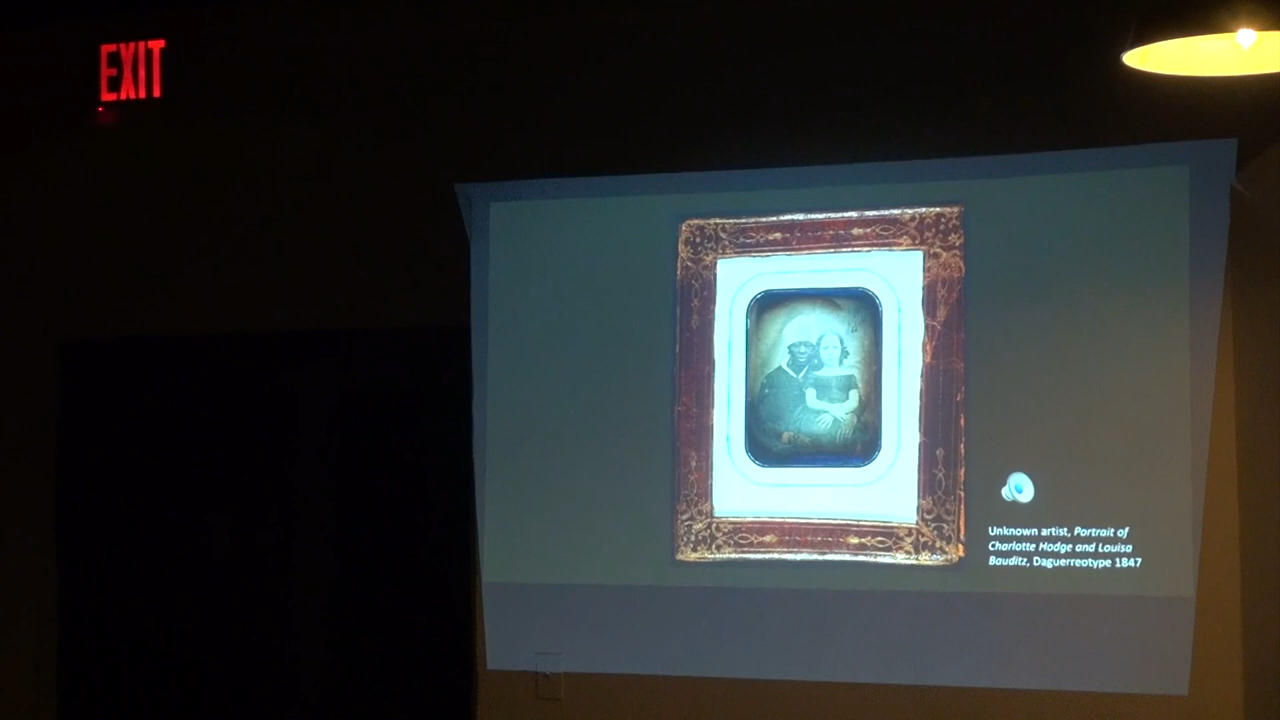 EXIT
Unknown artist, Portrait of
Charlotte Hodge and Louisa
Bauditz, Daguerreotype 1847